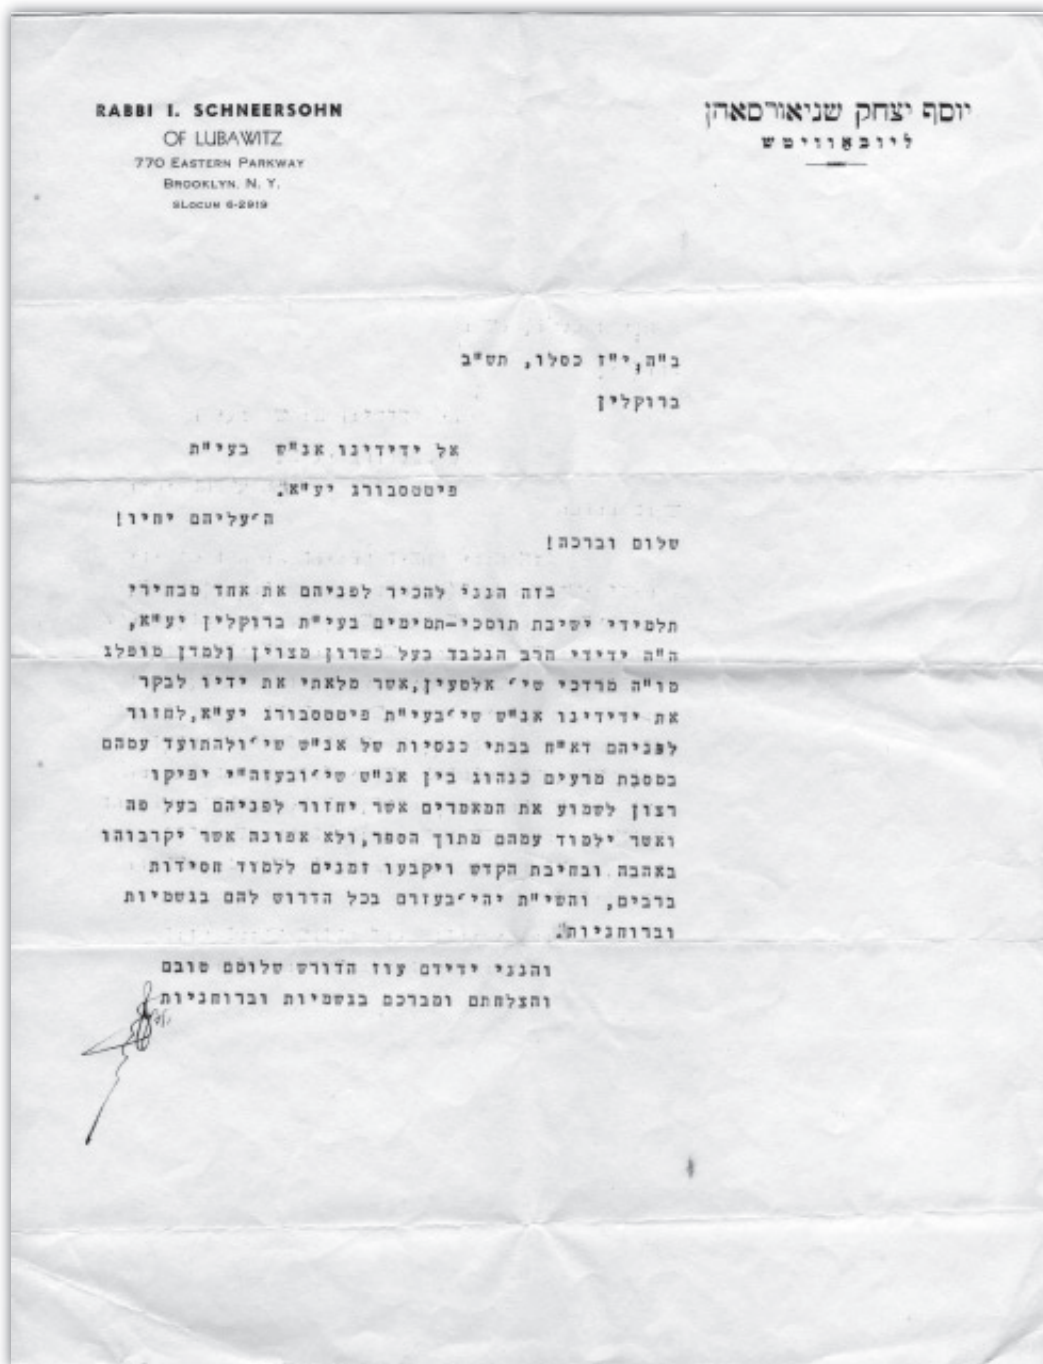 RABBI I. SCHNEERSOHN
OF LUBAWITZ
770 EASTERN PARKWAY
BROOKLYN, N. Y.
SLOCUM 6-2919
יוסף יצחק שניאורסאהן
ליובאוויטש
ב"ה, י"ז כסלו, תש"ב
ברוקלין
אל ידידינו אנ"ש בעי"ת
פיטסבורג יע"א.
ה' עליהם יחיו!
שלום וברכה!
בזה הנני להכיר לפניהם את אחד מבחירי
תלמידי ישיבת תומכי-תמימים בעי"ת ברוקלין יע"א,
ה"ה ידידי הרב הנכבד בעל כשרון מצוין ולמדן מופלג
מו"ה מרדכי שי' אלטעין, אשר מלאתי את ידיו לבקר
את ידידינו אנ"ש שי' בעי"ת פיטסבורג יע"א, לחזור
לפניהם דא"ח בבתי כנסיות של אנ"ש שי' ולהתועד עמהם
במסבת מרעים כנהוג בין אנ"ש שי' ובעזה"י יפיקו
רצון לשמוע את המאמרים אשר יחזור לפניהם בעל פה
ואשר ילמוד עמהם מתוך הספר, ולא אפונה אשר יקרבוהו
באהבה ובחיבת הקדש ויקבעו זמנים ללמוד חסידות
ברבים, והשי"ת יהי' בעזרם בכל הדרוש להם בגשמיות
וברוחניות.
והנני ידידם עוז הדורש שלומם טובם
והצלחתם ומברכם בגשמיות וברוחניות